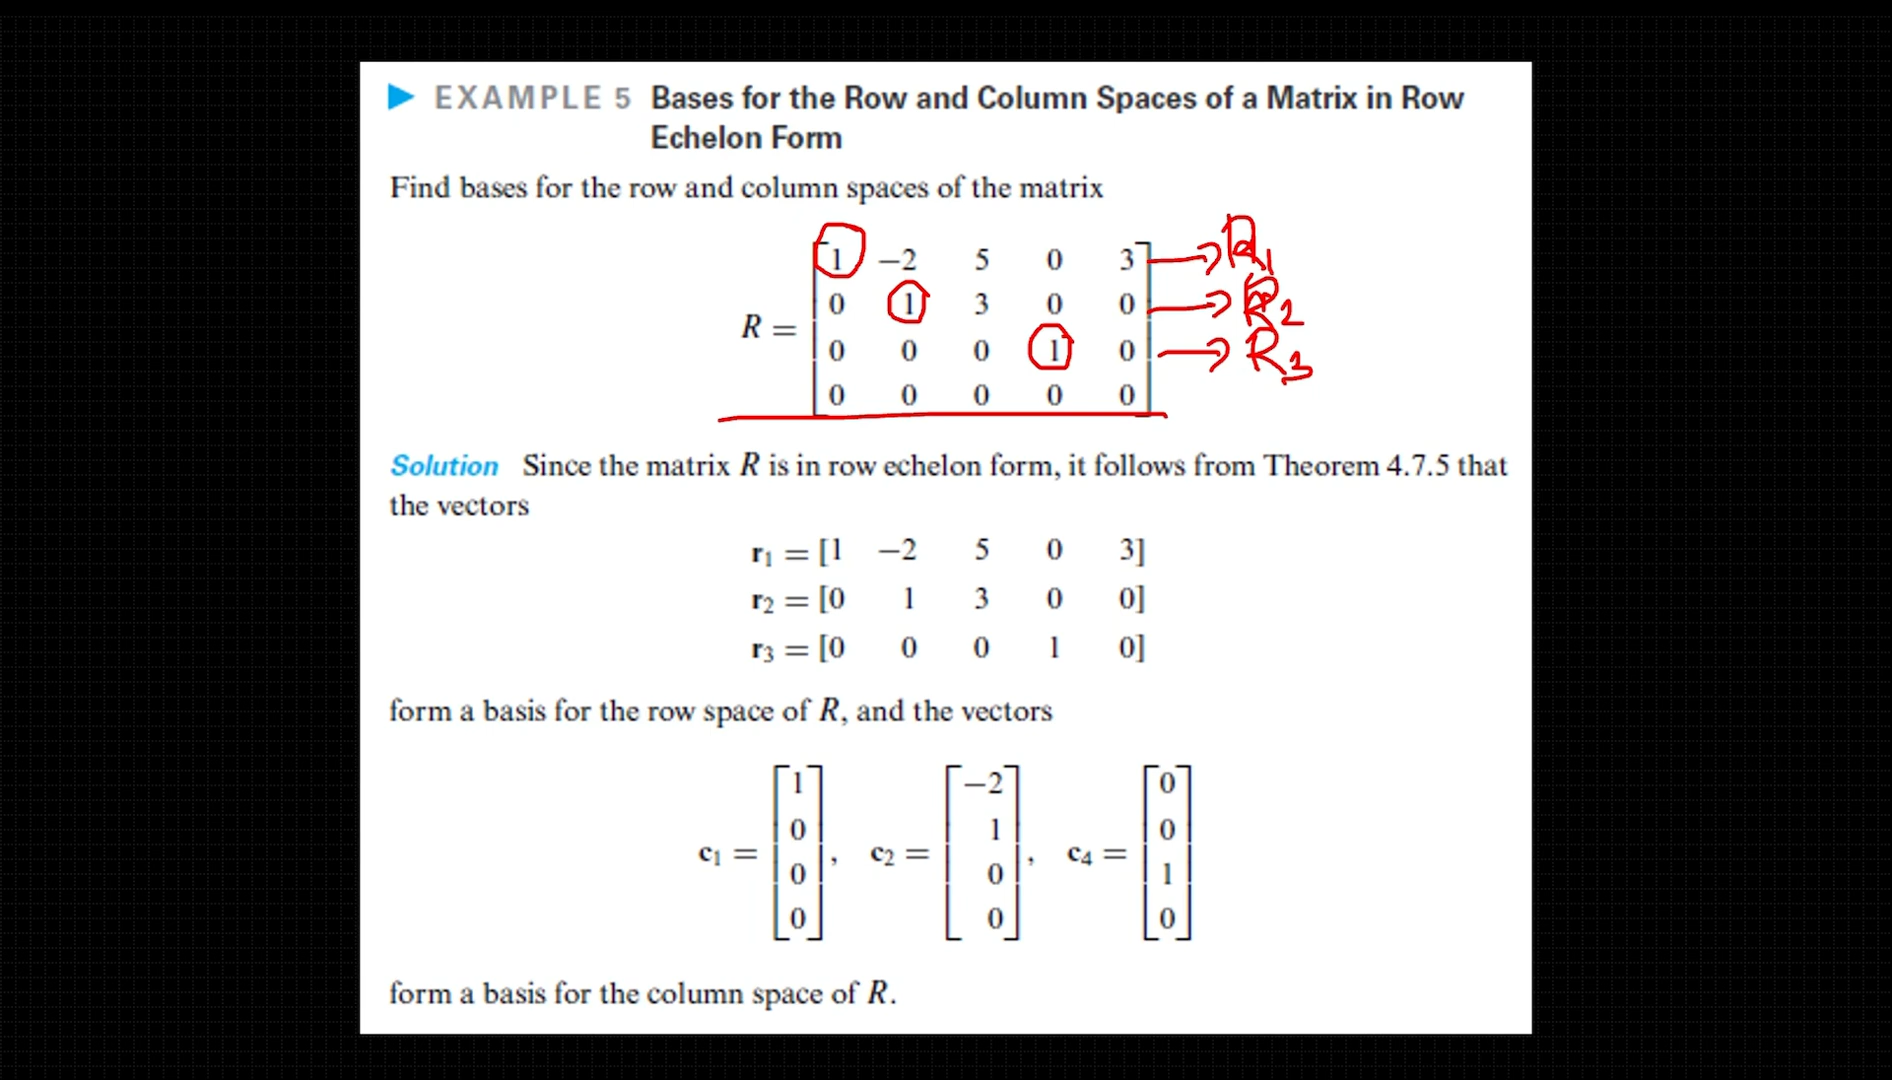 ▶ EXAMPLE 5 Bases for the Row and Column Spaces of a Matrix in Row
Echelon Form
Find bases for the row and column spaces of the matrix
1 −2 5 0 3 → R1
0 1 3 0 0 → R2
R =
0 0 0 1 0 → R3
0 0 0 0 0
Solution Since the matrix R is in row echelon form, it follows from Theorem 4.7.5 that
the vectors
r₁ = [1 −2 5 0 3]
r₂ = [0 1 3 0 0]
r₃ = [0 0 0 1 0]
form a basis for the row space of R, and the vectors
1 −2 0
0 1 0
c₁ = , c₂ = , c₄ =
0 0 1
0 0 0
form a basis for the column space of R.